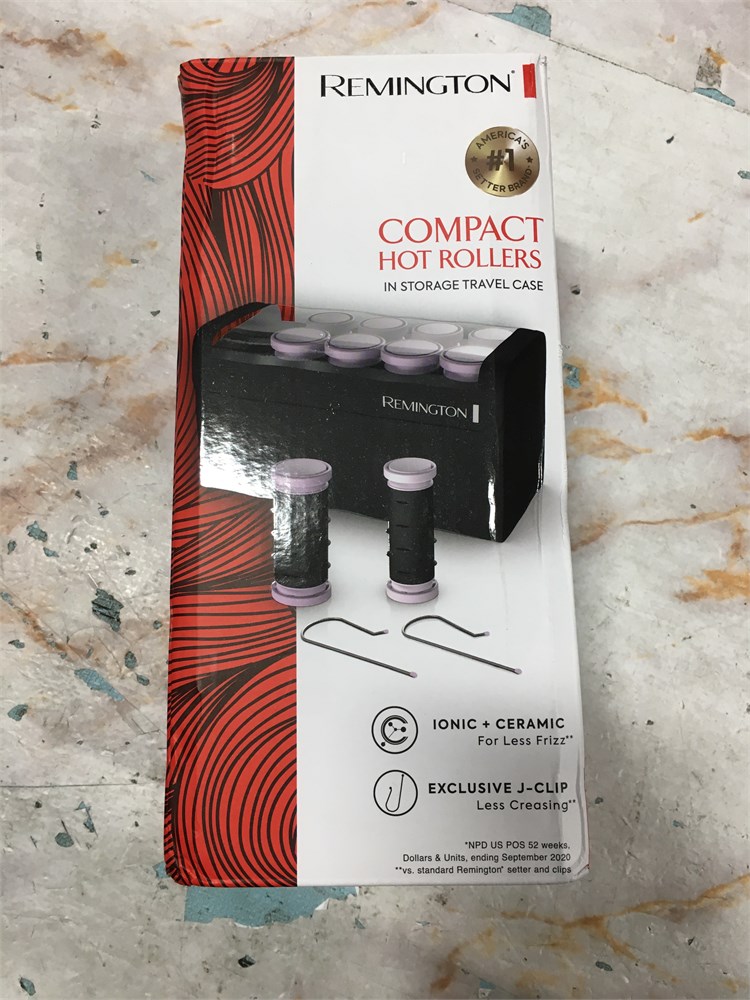 REMINGTON®
AMERICA'S
#1
SETTER BRAND*
COMPACT
HOT ROLLERS
IN STORAGE TRAVEL CASE
REMINGTON
IONIC + CERAMIC
For Less Frizz**
EXCLUSIVE J-CLIP
Less Creasing**
*NPD US POS 52 weeks,
Dollars & Units, ending September 2020
**vs. standard Remington® setter and clips